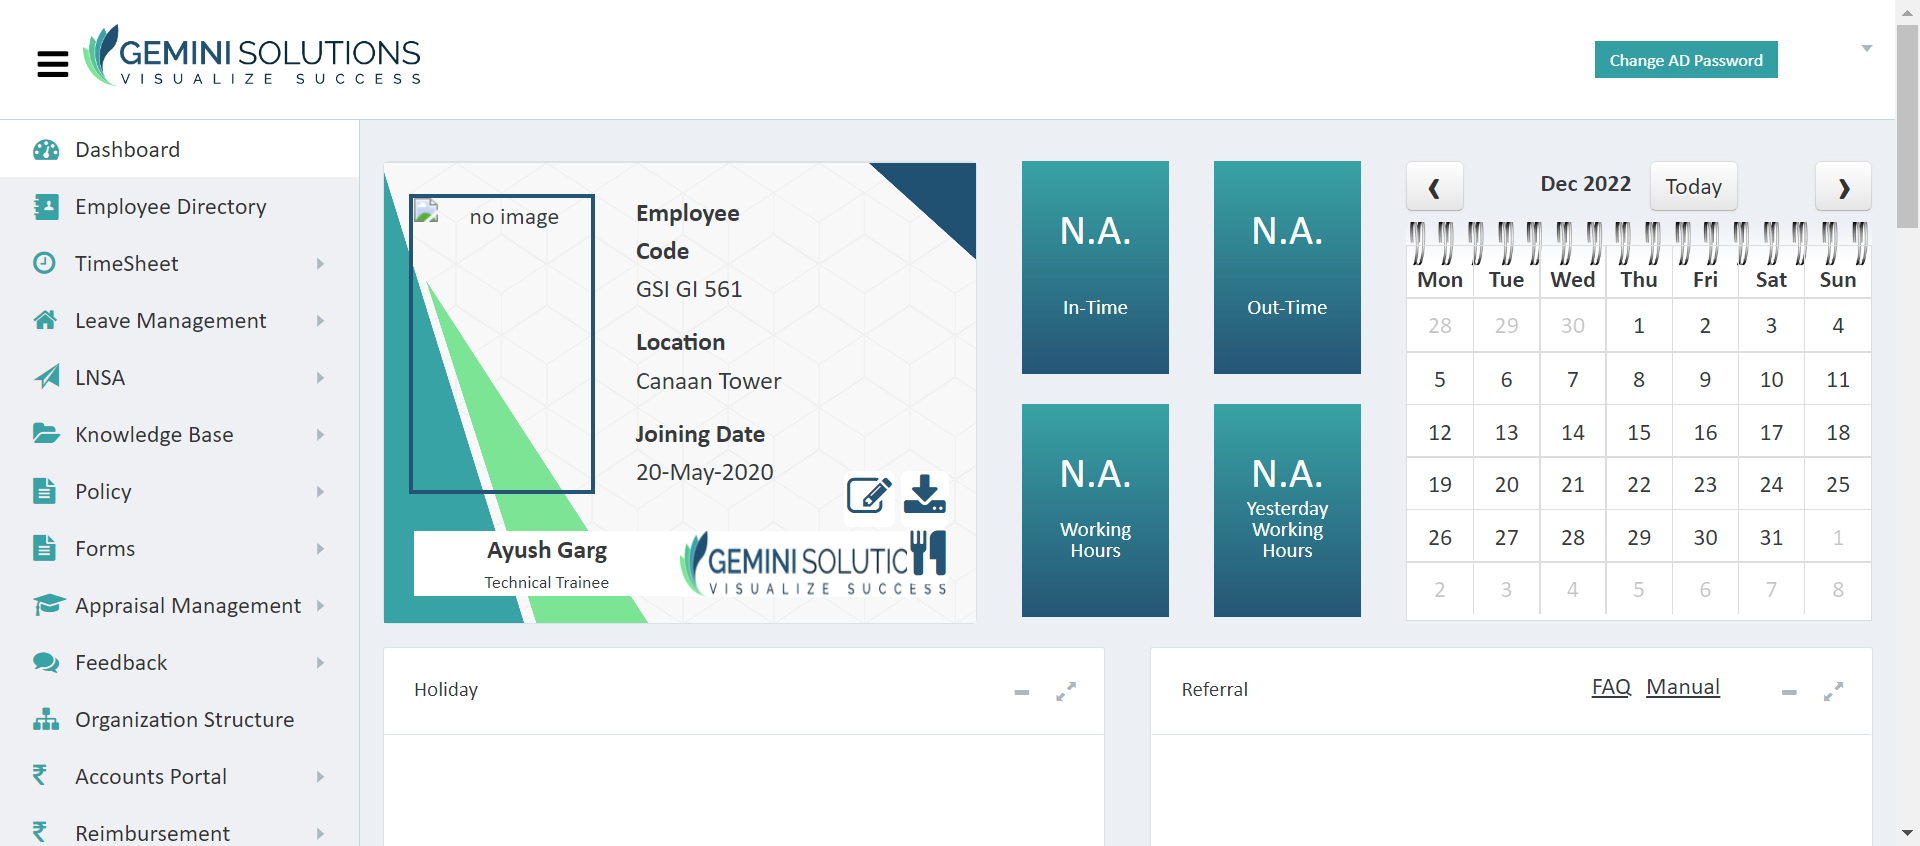 GEMINI SOLUTIONS
VISUALIZE SUCCESS
Change AD Password
Dashboard
Employee Directory
TimeSheet
Leave Management
LNSA
Knowledge Base
Policy
Forms
Appraisal Management
Feedback
Organization Structure
Accounts Portal
Reimbursement
no image
Employee
Code
GSI GI 561
Location
Canaan Tower
Joining Date
20-May-2020
Ayush Garg
Technical Trainee
GEMINI SOLUTIC
VISUALIZE SUCCESS
N.A.
In-Time
N.A.
Out-Time
N.A.
Working
Hours
N.A.
Yesterday
Working
Hours
Dec 2022
Today
Mon Tue Wed Thu Fri Sat Sun
28 29 30 1 2 3 4
5 6 7 8 9 10 11
12 13 14 15 16 17 18
19 20 21 22 23 24 25
26 27 28 29 30 31 1
2 3 4 5 6 7 8
Holiday
Referral
FAQ Manual